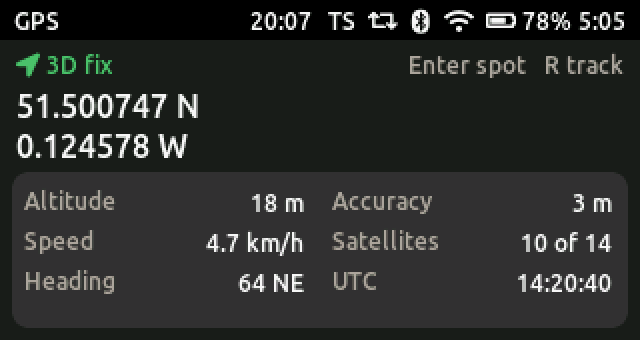 GPS 20:07 TS 78% 5:05
3D fix Enter spot R track
51.500747 N
0.124578 W
Altitude 18 m Accuracy 3 m
Speed 4.7 km/h Satellites 10 of 14
Heading 64 NE UTC 14:20:40